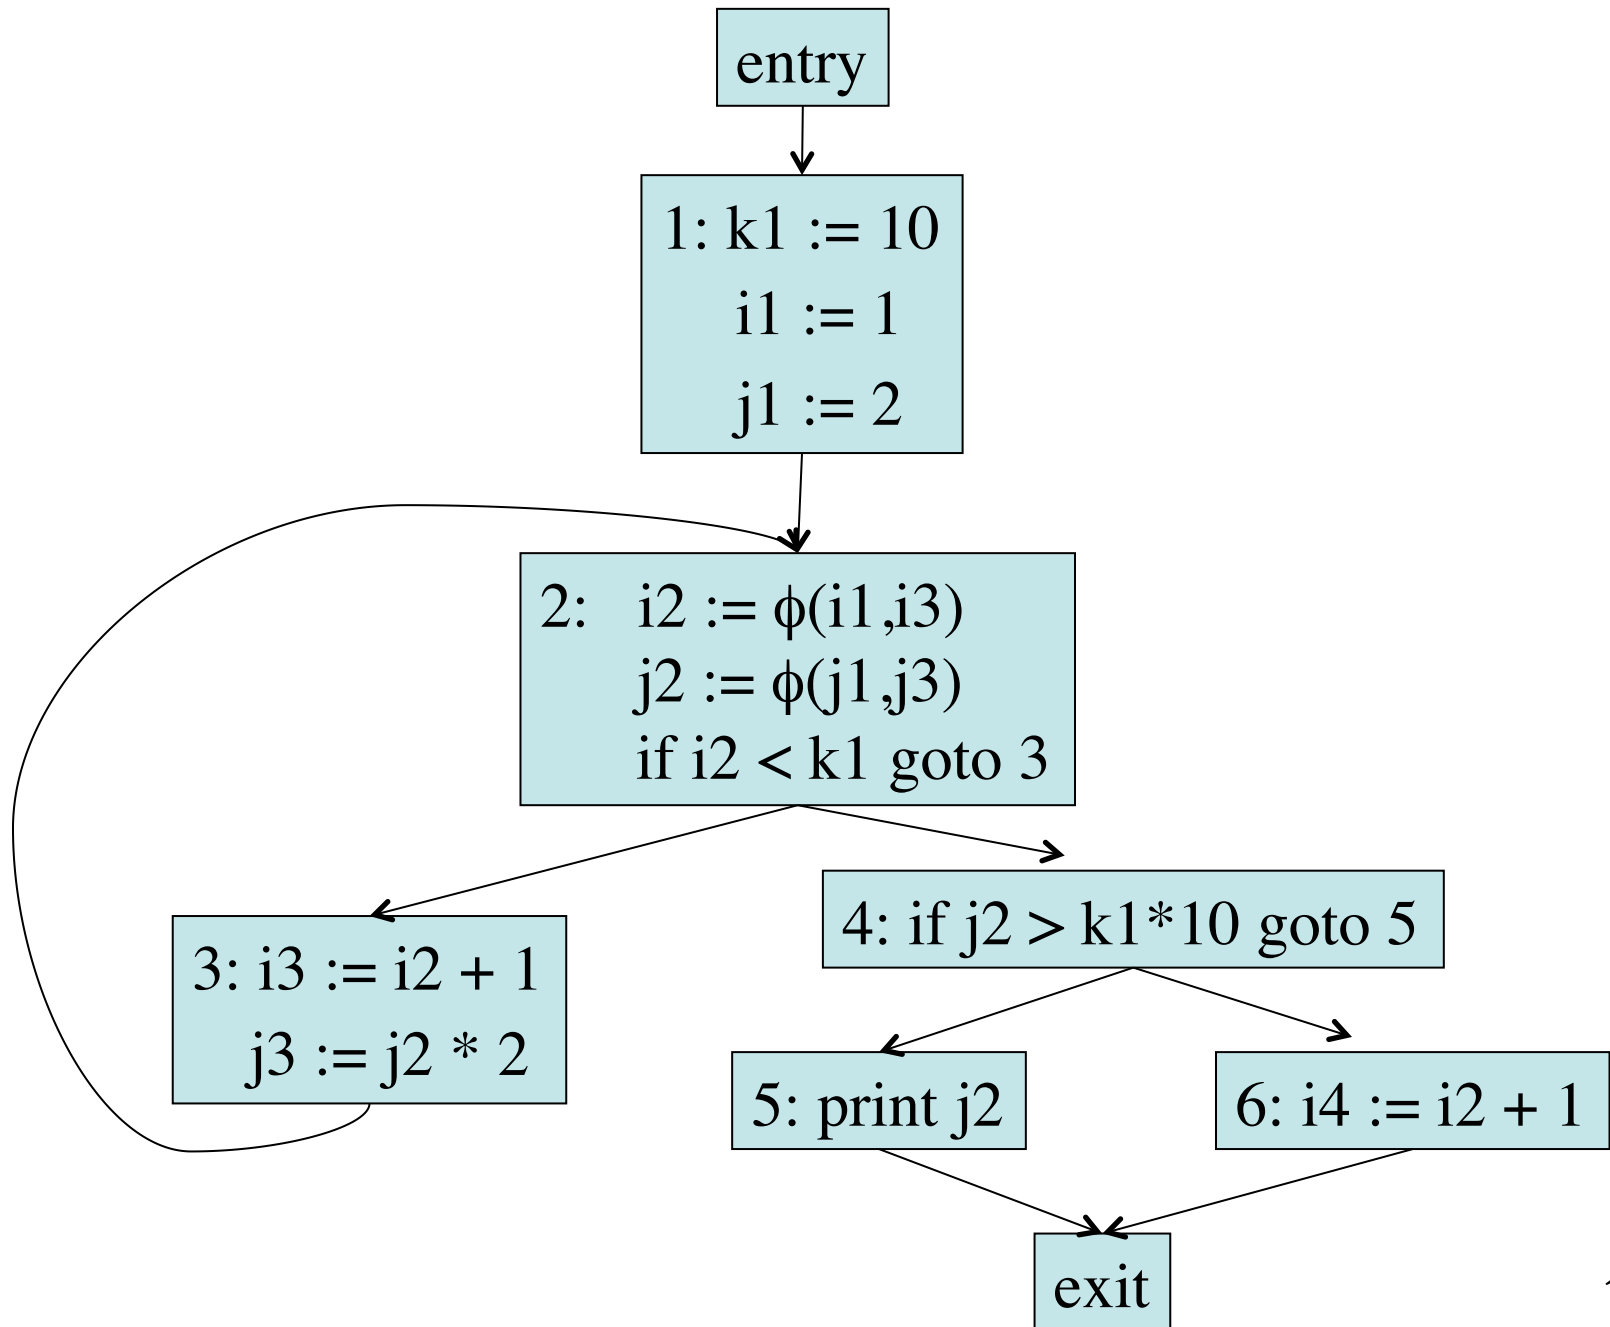 entry
1: k1 := 10
i1 := 1
j1 := 2
2: i2 := ϕ(i1,i3)
j2 := ϕ(j1,j3)
if i2 < k1 goto 3
3: i3 := i2 + 1
j3 := j2 * 2
4: if j2 > k1*10 goto 5
5: print j2
6: i4 := i2 + 1
exit